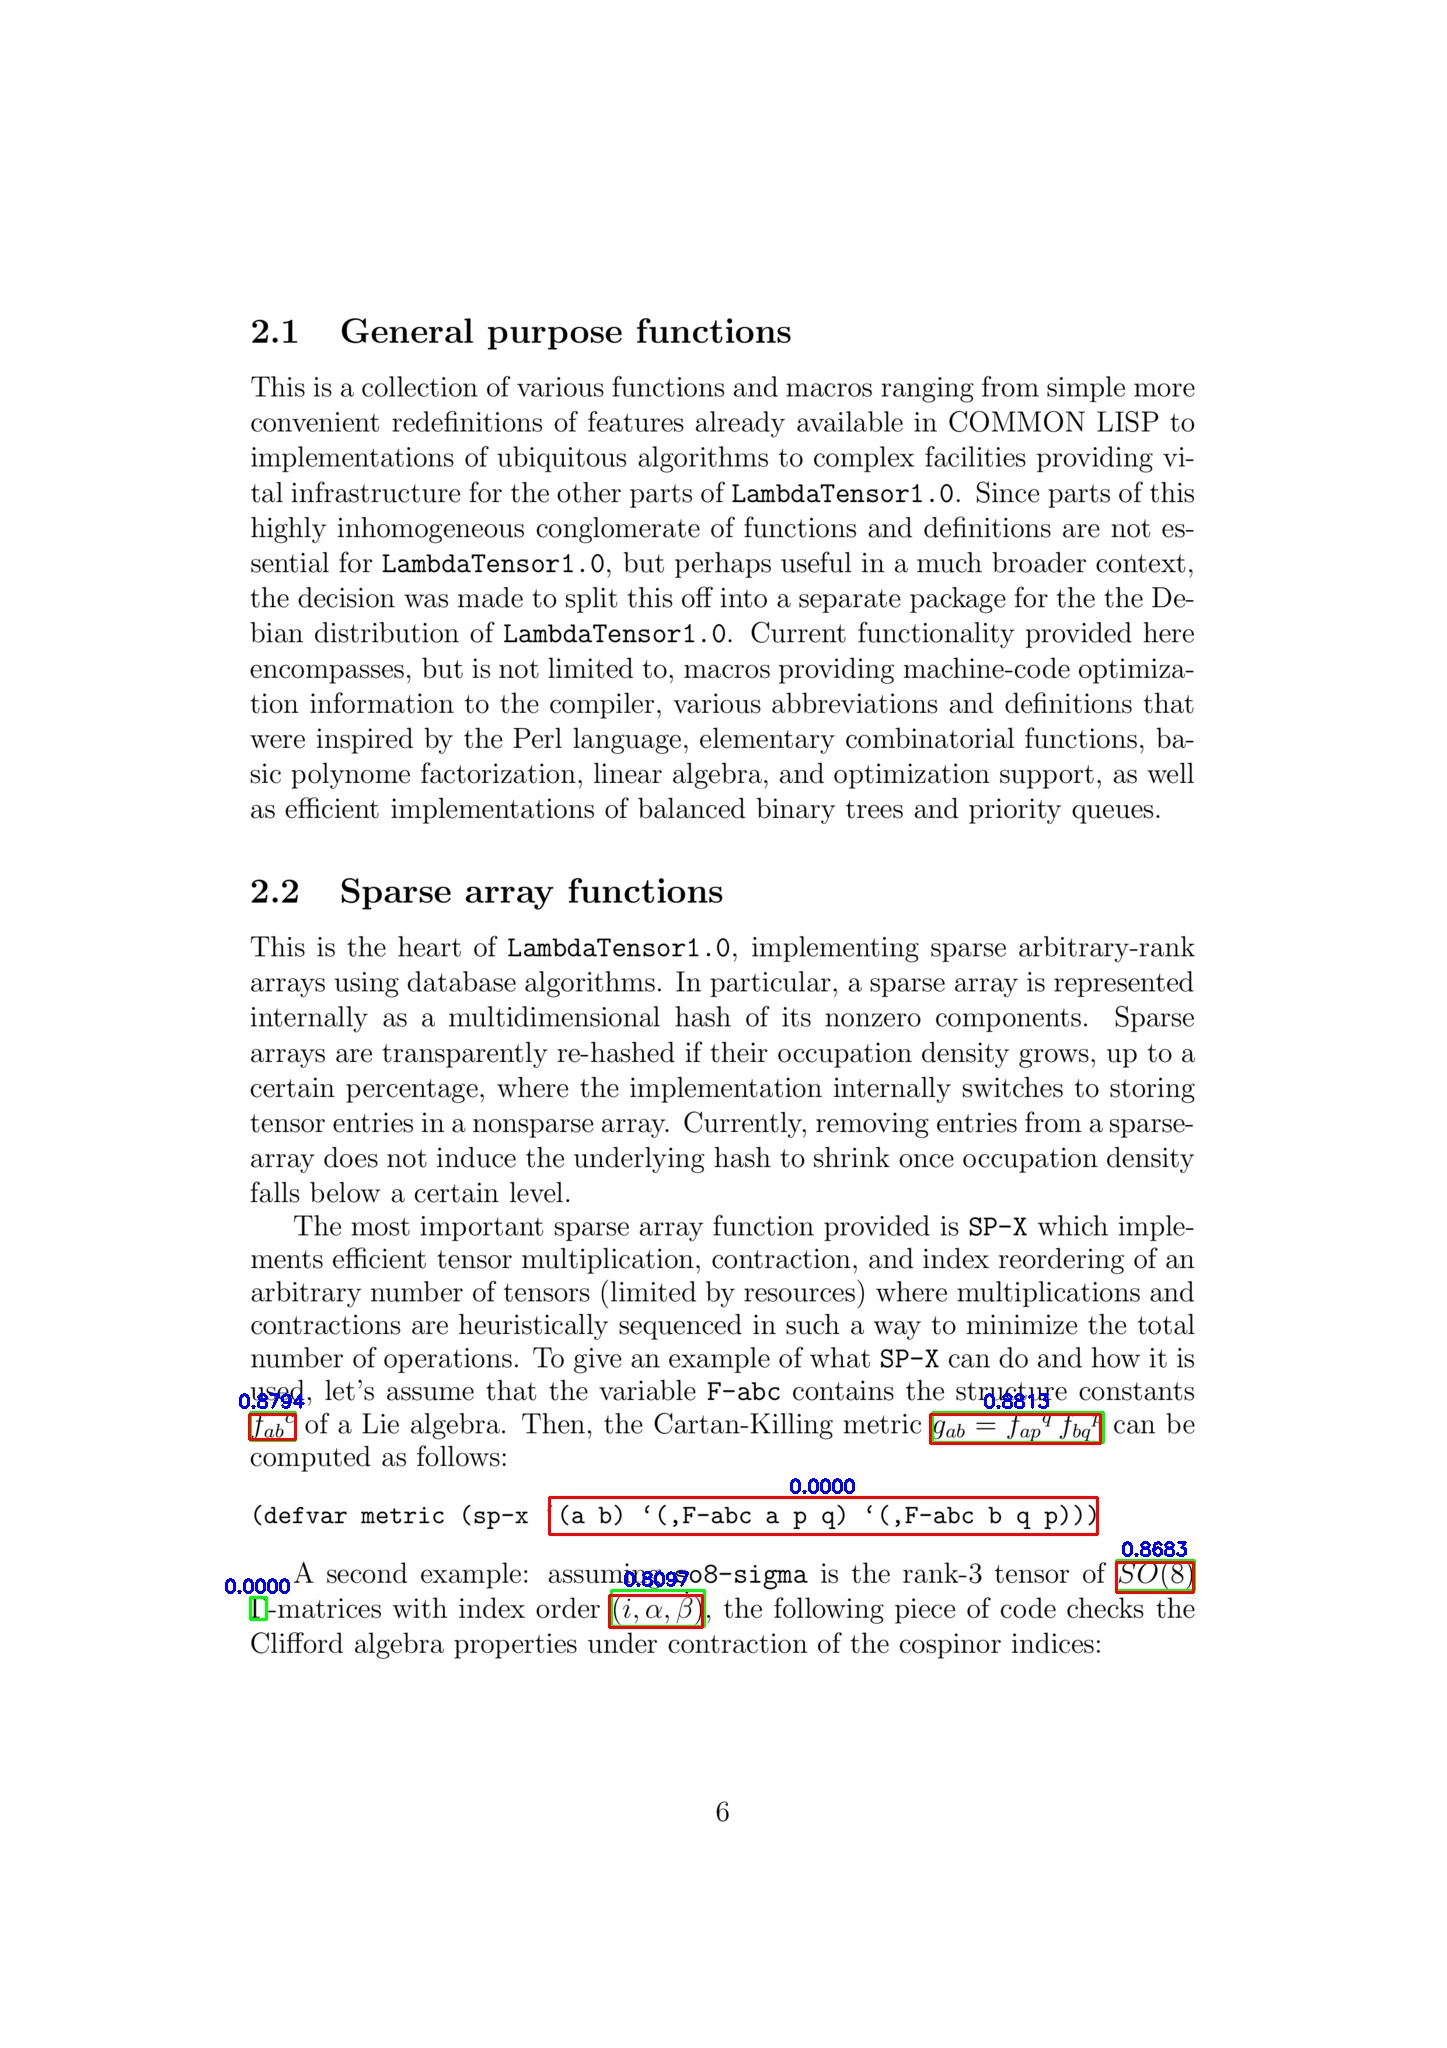 2.1 General purpose functions
This is a collection of various functions and macros ranging from simple more
convenient redefinitions of features already available in COMMON LISP to
implementations of ubiquitous algorithms to complex facilities providing vi-
tal infrastructure for the other parts of LambdaTensor1.0. Since parts of this
highly inhomogeneous conglomerate of functions and definitions are not es-
sential for LambdaTensor1.0, but perhaps useful in a much broader context,
the decision was made to split this off into a separate package for the the De-
bian distribution of LambdaTensor1.0. Current functionality provided here
encompasses, but is not limited to, macros providing machine-code optimiza-
tion information to the compiler, various abbreviations and definitions that
were inspired by the Perl language, elementary combinatorial functions, ba-
sic polynome factorization, linear algebra, and optimization support, as well
as efficient implementations of balanced binary trees and priority queues.
2.2 Sparse array functions
This is the heart of LambdaTensor1.0, implementing sparse arbitrary-rank
arrays using database algorithms. In particular, a sparse array is represented
internally as a multidimensional hash of its nonzero components. Sparse
arrays are transparently re-hashed if their occupation density grows, up to a
certain percentage, where the implementation internally switches to storing
tensor entries in a nonsparse array. Currently, removing entries from a sparse-
array does not induce the underlying hash to shrink once occupation density
falls below a certain level.
The most important sparse array function provided is SP-X which imple-
ments efficient tensor multiplication, contraction, and index reordering of an
arbitrary number of tensors (limited by resources) where multiplications and
contractions are heuristically sequenced in such a way to minimize the total
number of operations. To give an example of what SP-X can do and how it is
used, let's assume that the variable F-abc contains the structure constants
0.8794 0.8813
f_{ab}^c of a Lie algebra. Then, the Cartan-Killing metric g_{ab} = f_{ap}^q f_{bq}^p can be
computed as follows:
0.0000
(defvar metric (sp-x '(a b) ‘(,F-abc a p q) ‘(,F-abc b q p)))
0.8683
A second example: assuming so8-sigma is the rank-3 tensor of SO(8)
0.0000 0.8097
Γ-matrices with index order (i, α, β̇), the following piece of code checks the
Clifford algebra properties under contraction of the cospinor indices:
6